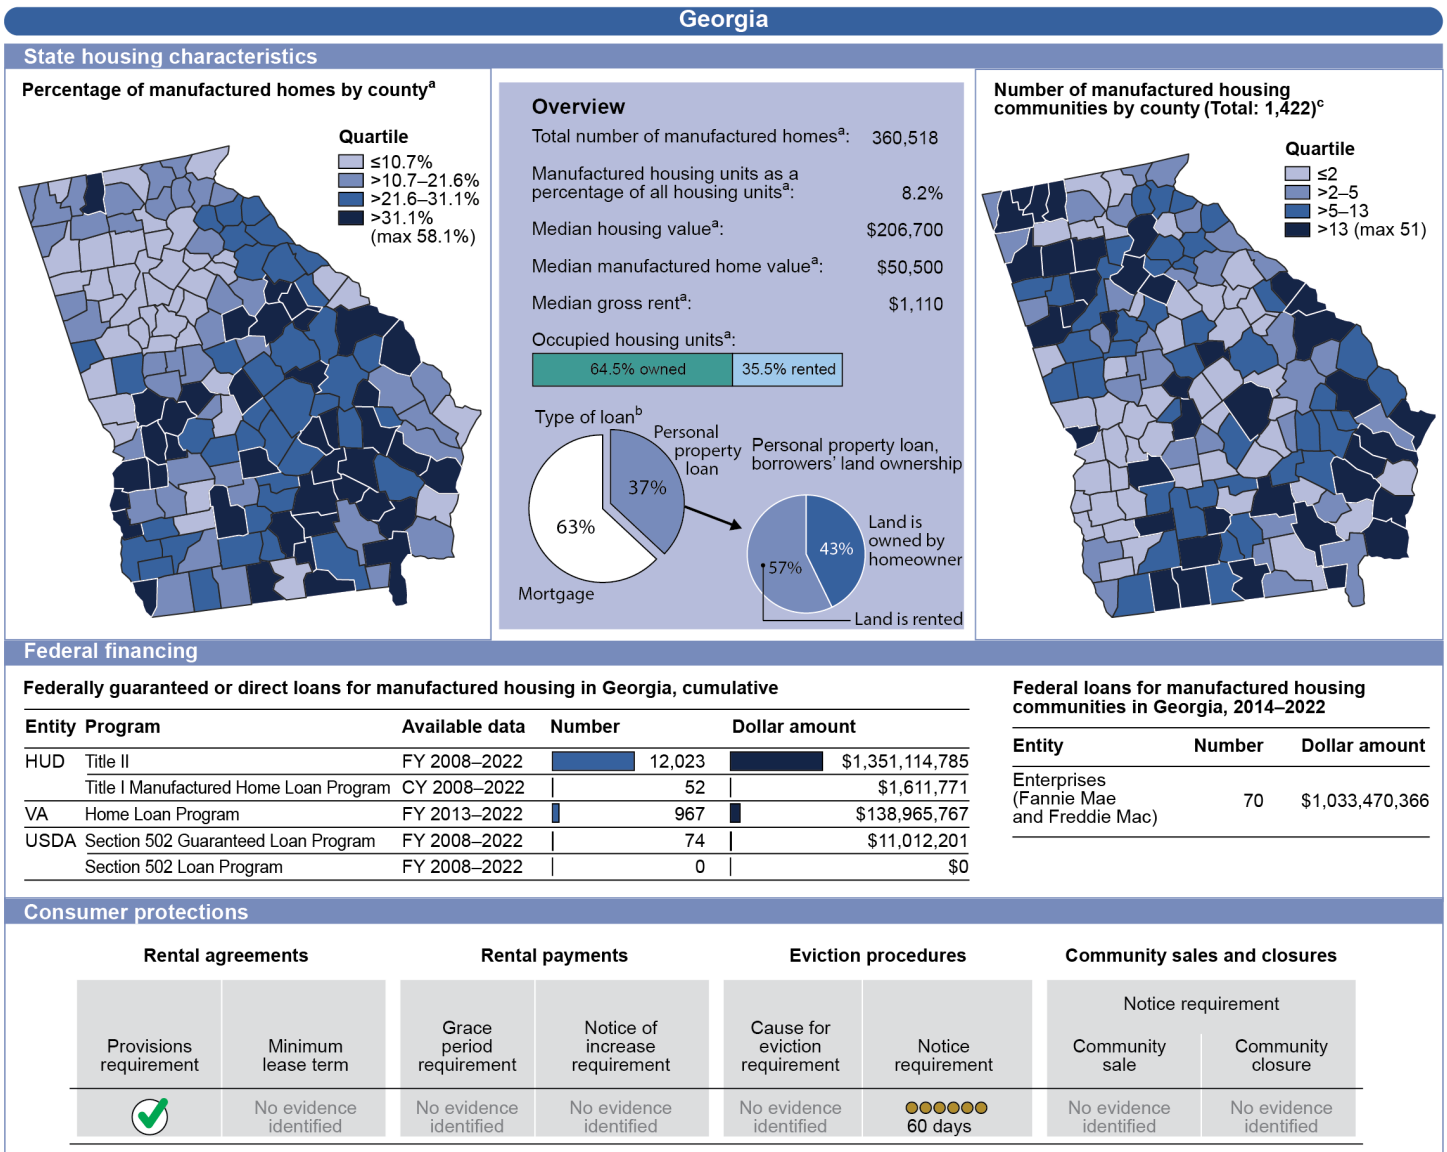 Georgia
State housing characteristics
Percentage of manufactured homes by countyᵃ
Quartile
≤10.7%
>10.7–21.6%
>21.6–31.1%
>31.1%
(max 58.1%)
Overview
Total number of manufactured homesᵃ: 360,518
Manufactured housing units as a
percentage of all housing unitsᵃ: 8.2%
Median housing valueᵃ: $206,700
Median manufactured home valueᵃ: $50,500
Median gross rentᵃ: $1,110
Occupied housing unitsᵃ:
64.5% owned 35.5% rented
Type of loanᵇ
Personal
property
loan
37%
63%
Mortgage
Personal property loan,
borrowers' land ownership
Land is
owned by
homeowner
43%
57%
Land is rented
Number of manufactured housing
communities by county (Total: 1,422)ᶜ
Quartile
≤2
>2–5
>5–13
>13 (max 51)
Federal financing
Federally guaranteed or direct loans for manufactured housing in Georgia, cumulative
Entity Program Available data Number Dollar amount
HUD Title II FY 2008–2022 12,023 $1,351,114,785
Title I Manufactured Home Loan Program CY 2008–2022 52 $1,611,771
VA Home Loan Program FY 2013–2022 967 $138,965,767
USDA Section 502 Guaranteed Loan Program FY 2008–2022 74 $11,012,201
Section 502 Loan Program FY 2008–2022 0 $0
Federal loans for manufactured housing
communities in Georgia, 2014–2022
Entity Number Dollar amount
Enterprises
(Fannie Mae
and Freddie Mac) 70 $1,033,470,366
Consumer protections
Rental agreements Rental payments Eviction procedures Community sales and closures
Notice requirement
Provisions
requirement
Minimum
lease term
Grace
period
requirement
Notice of
increase
requirement
Cause for
eviction
requirement
Notice
requirement
Community
sale
Community
closure
No evidence
identified
No evidence
identified
No evidence
identified
No evidence
identified
60 days
No evidence
identified
No evidence
identified